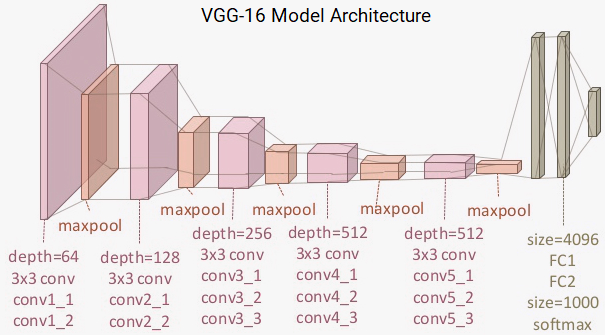 VGG-16 Model Architecture
maxpool
depth=64
3x3 conv
conv1_1
conv1_2
depth=128
3x3 conv
conv2_1
conv2_2
maxpool
depth=256
3x3 conv
conv3_1
conv3_2
conv3_3
maxpool
depth=512
3x3 conv
conv4_1
conv4_2
conv4_3
maxpool
depth=512
3x3 conv
conv5_1
conv5_2
conv5_3
maxpool
size=4096
FC1
FC2
size=1000
softmax